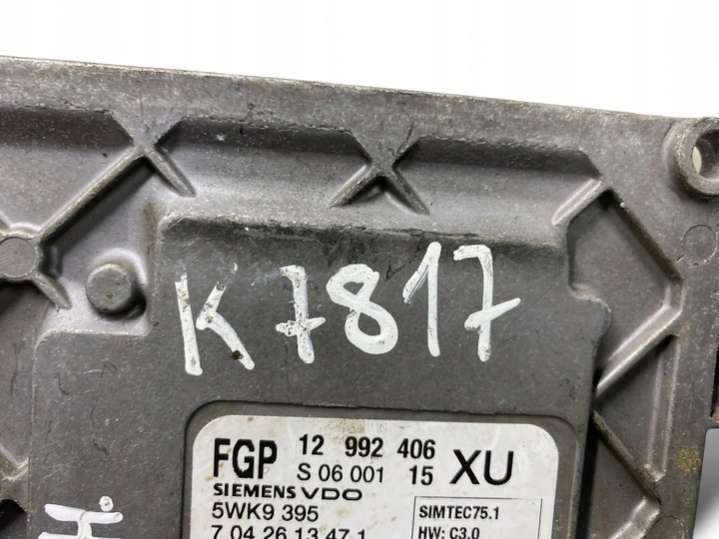 K7817
FGP 12 992 406 XU
S 06 001 15
SIEMENS VDO
5WK9 395
SIMTEC75.1
7 04 26 13 47 1
HW: C3.0